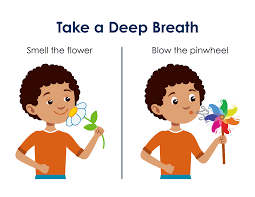 Take a Deep Breath
Smell the flower
Blow the pinwheel